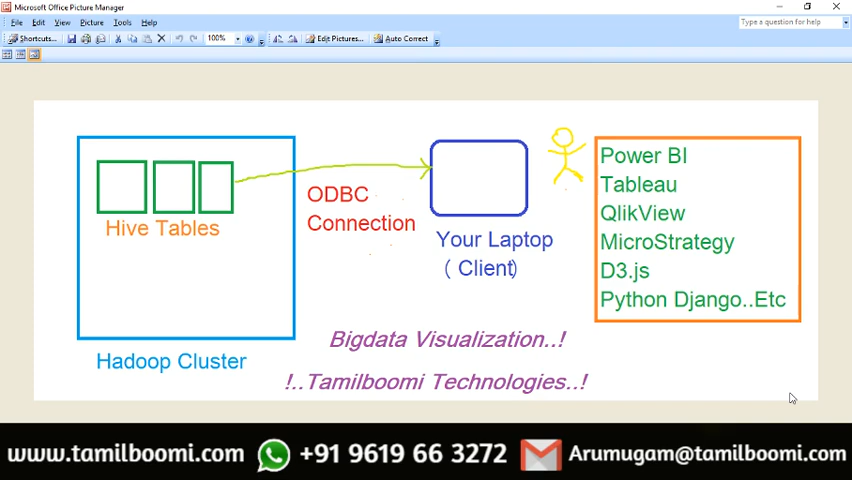 Microsoft Office Picture Manager
File Edit View Picture Tools Help
Type a question for help
Shortcuts...
100%
Edit Pictures...
Auto Correct
Power BI
Tableau
QlikView
MicroStrategy
D3.js
Python Django..Etc
ODBC
Connection
Hive Tables
Your Laptop
( Client)
Hadoop Cluster
Bigdata Visualization..!
!..Tamilboomi Technologies..!
www.tamilboomi.com +91 9619 66 3272 Arumugam@tamilboomi.com